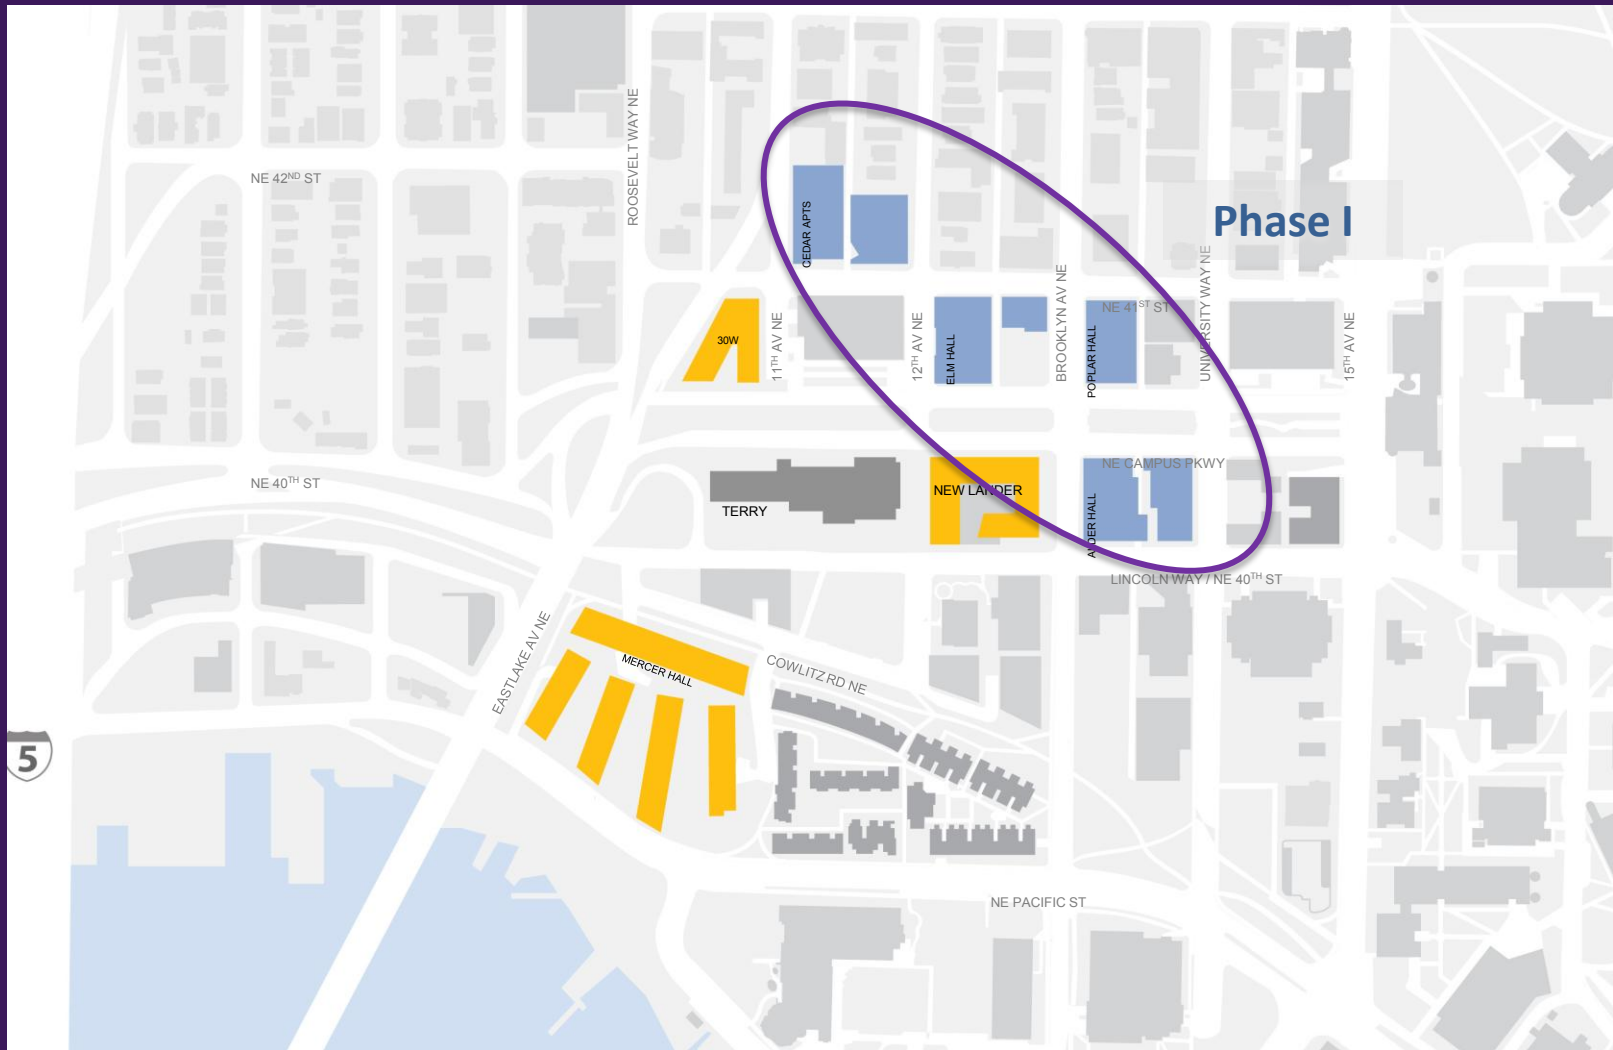 ROOSEVELT WAY NE
NE 42ND ST
CEDAR APTS
Phase I
UNIVERSITY WAY NE
BROOKLYN AV NE
NE 41ST ST
30W
11TH AV NE
12TH AV NE
ELM HALL
POPLAR HALL
15TH AV NE
NE CAMPUS PKWY
NE 40TH ST
TERRY
NEW LANDER
ALDER HALL
LINCOLN WAY / NE 40TH ST
EASTLAKE AV NE
MERCER HALL
COWLITZ RD NE
5
NE PACIFIC ST